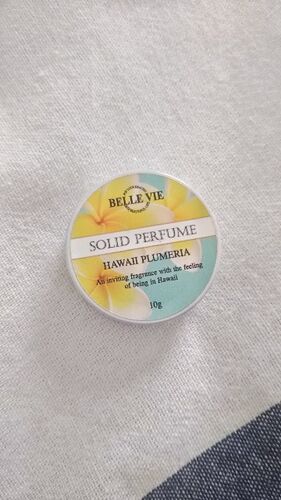 BELLE VIE
SOLID PERFUME
HAWAII PLUMERIA
An inviting fragrance with the feeling
of being in Hawaii
10g